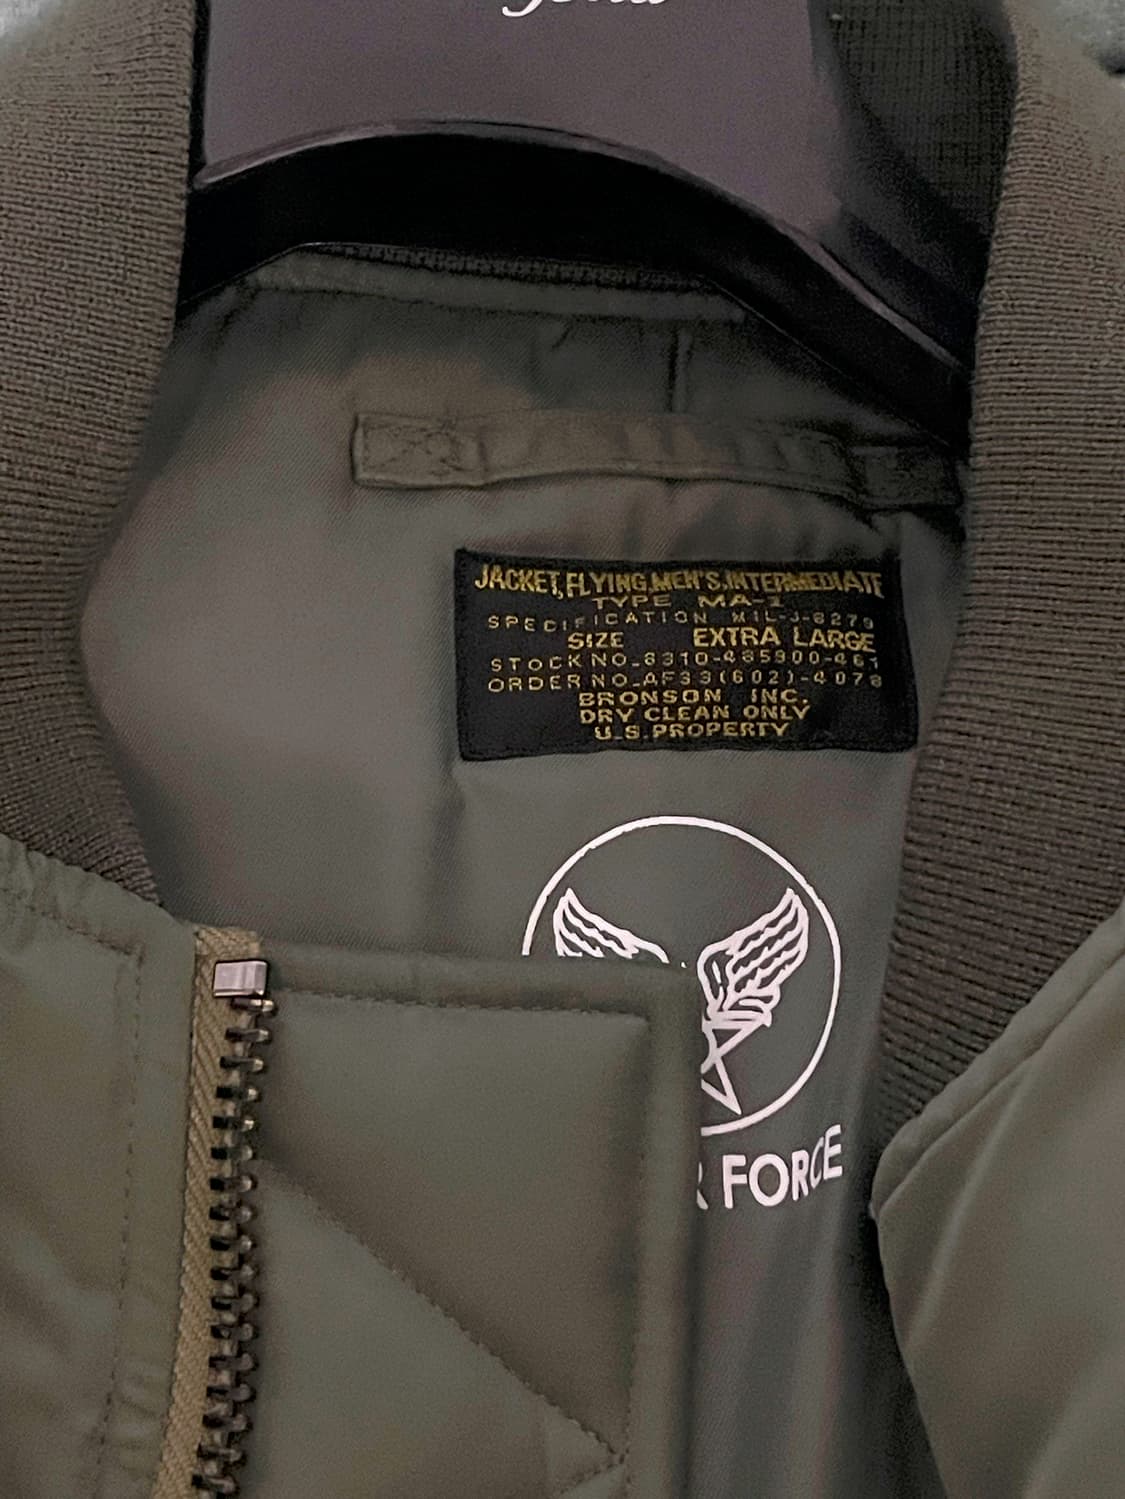 JACKET,FLYING,MEN'S,INTERMEDIATE
TYPE MA-1
SPECIFICATION MIL-J-8279
SIZE EXTRA LARGE
STOCK NO. 8310-485900-461
ORDER NO. AF33(602)-4078
BRONSON INC.
DRY CLEAN ONLY
U.S.PROPERTY
R FORCE